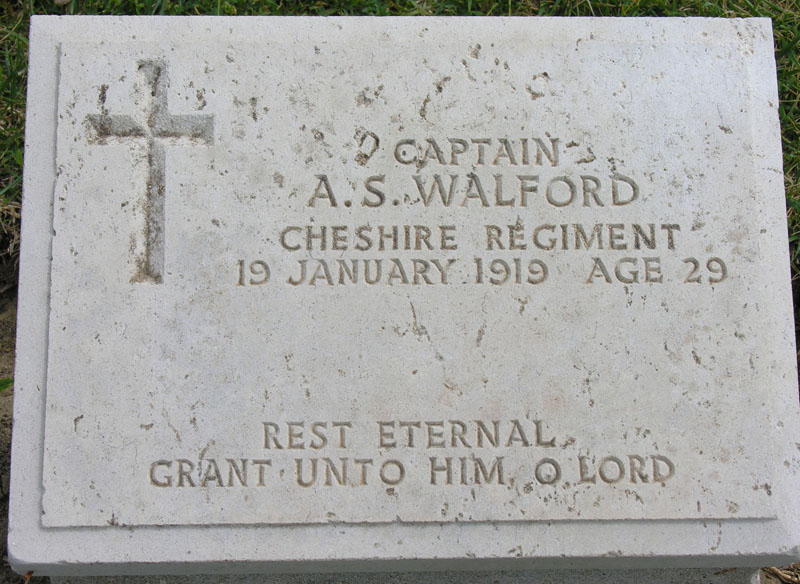 CAPTAIN
A.S. WALFORD
CHESHIRE REGIMENT
19 JANUARY 1919 AGE 29
REST ETERNAL
GRANT UNTO HIM, O LORD